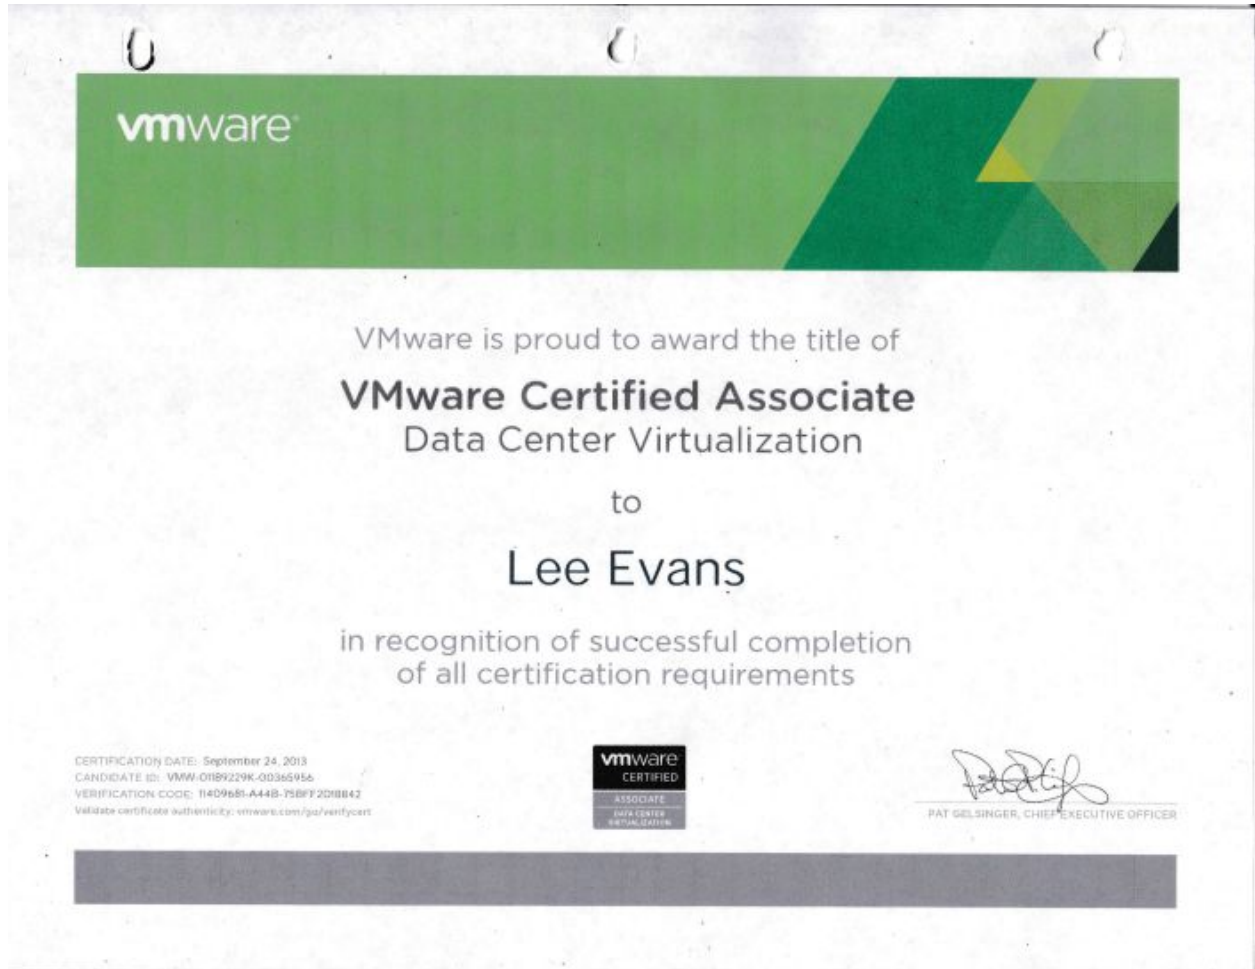 vmware
VMware is proud to award the title of
VMware Certified Associate
Data Center Virtualization
to
Lee Evans
in recognition of successful completion
of all certification requirements
CERTIFICATION DATE: September 24, 2013
CANDIDATE ID: VMW-01189229K-00365956
VERIFICATION CODE: 11409681-A44B-75BFF2018842
Validate certificate authenticity: vmware.com/go/verifycert
vmware
CERTIFIED
ASSOCIATE
DATA CENTER
VIRTUALIZATION
PAT GELSINGER, CHIEF EXECUTIVE OFFICER